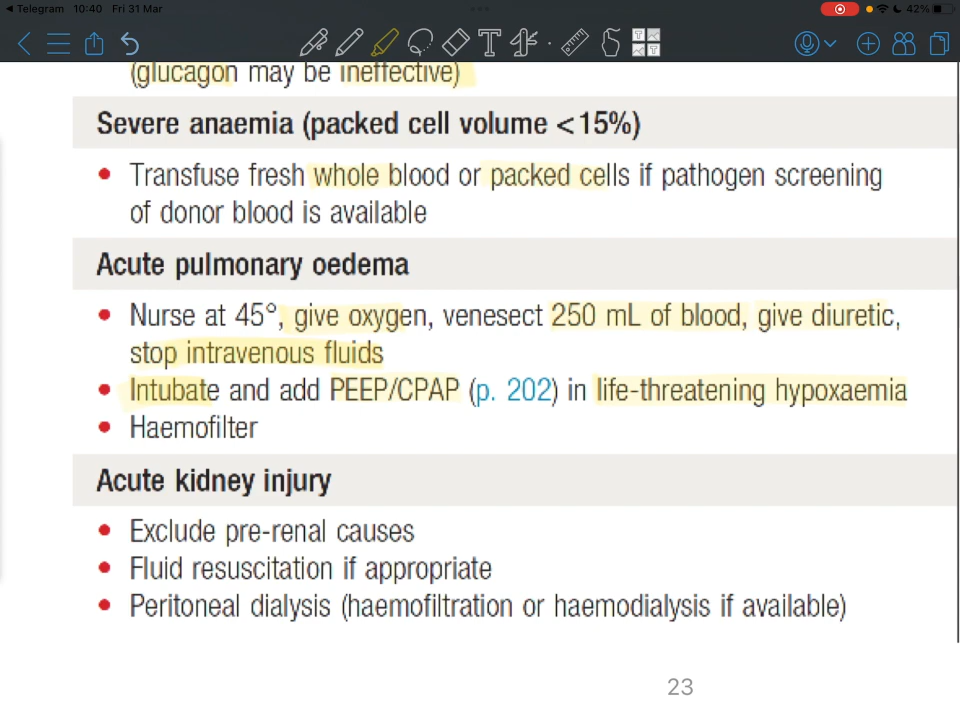 Telegram 10:40 Fri 31 Mar 42%
(glucagon may be ineffective)
Severe anaemia (packed cell volume <15%)
• Transfuse fresh whole blood or packed cells if pathogen screening
of donor blood is available
Acute pulmonary oedema
• Nurse at 45°, give oxygen, venesect 250 mL of blood, give diuretic,
stop intravenous fluids
• Intubate and add PEEP/CPAP (p. 202) in life-threatening hypoxaemia
• Haemofilter
Acute kidney injury
• Exclude pre-renal causes
• Fluid resuscitation if appropriate
• Peritoneal dialysis (haemofiltration or haemodialysis if available)
23